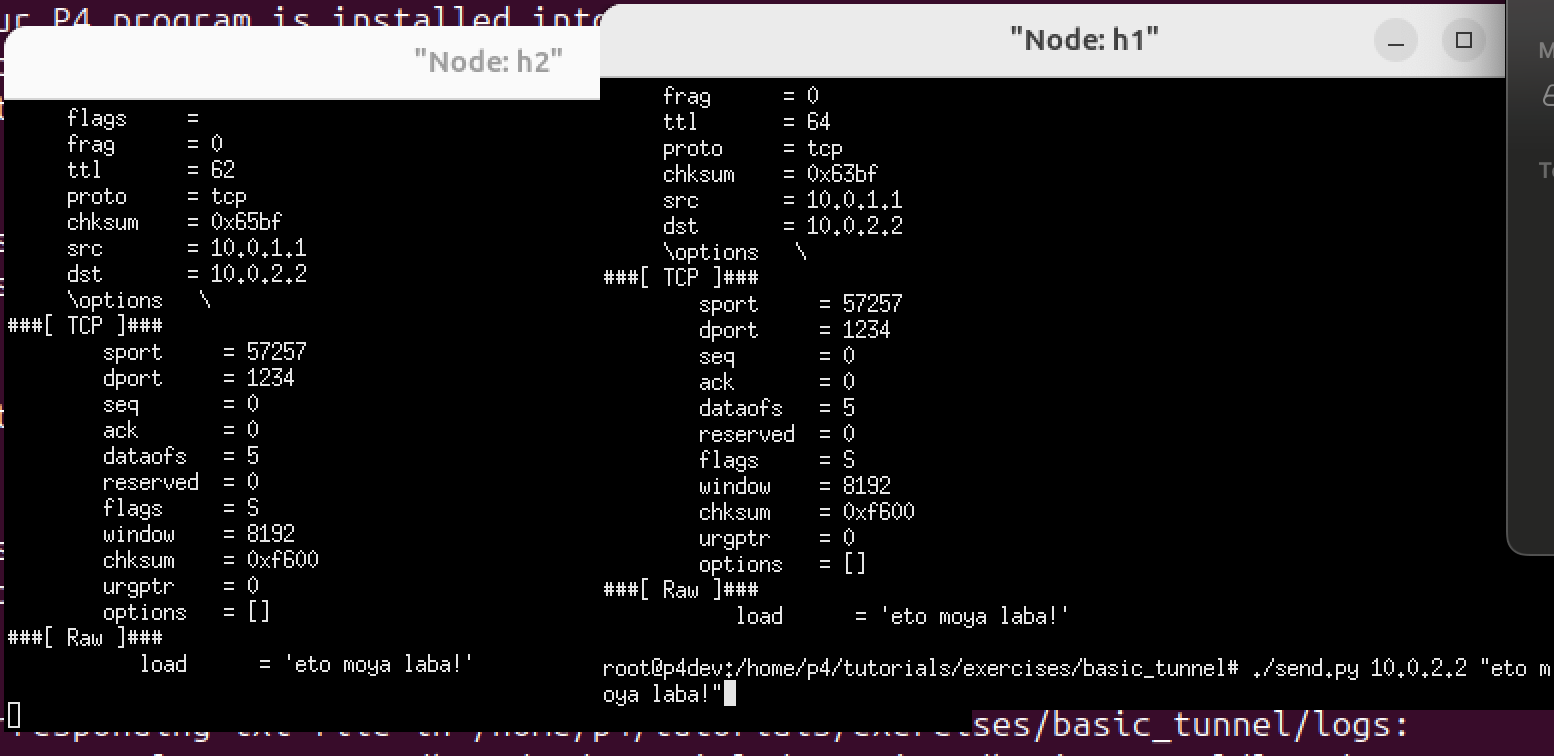 ur P4 program is installed into
"Node: h2"
flags =
frag = 0
ttl = 62
proto = tcp
chksum = 0x65bf
src = 10.0.1.1
dst = 10.0.2.2
\options \
###[ TCP ]###
sport = 57257
dport = 1234
seq = 0
ack = 0
dataofs = 5
reserved = 0
flags = S
window = 8192
chksum = 0xf600
urgptr = 0
options = []
###[ Raw ]###
load = 'eto moya laba!'
"Node: h1"
frag = 0
ttl = 64
proto = tcp
chksum = 0x63bf
src = 10.0.1.1
dst = 10.0.2.2
\options \
###[ TCP ]###
sport = 57257
dport = 1234
seq = 0
ack = 0
dataofs = 5
reserved = 0
flags = S
window = 8192
chksum = 0xf600
urgptr = 0
options = []
###[ Raw ]###
load = 'eto moya laba!'
root@p4dev:/home/p4/tutorials/exercises/basic_tunnel# ./send.py 10.0.2.2 "eto m
oya laba!"
ses/basic_tunnel/logs: